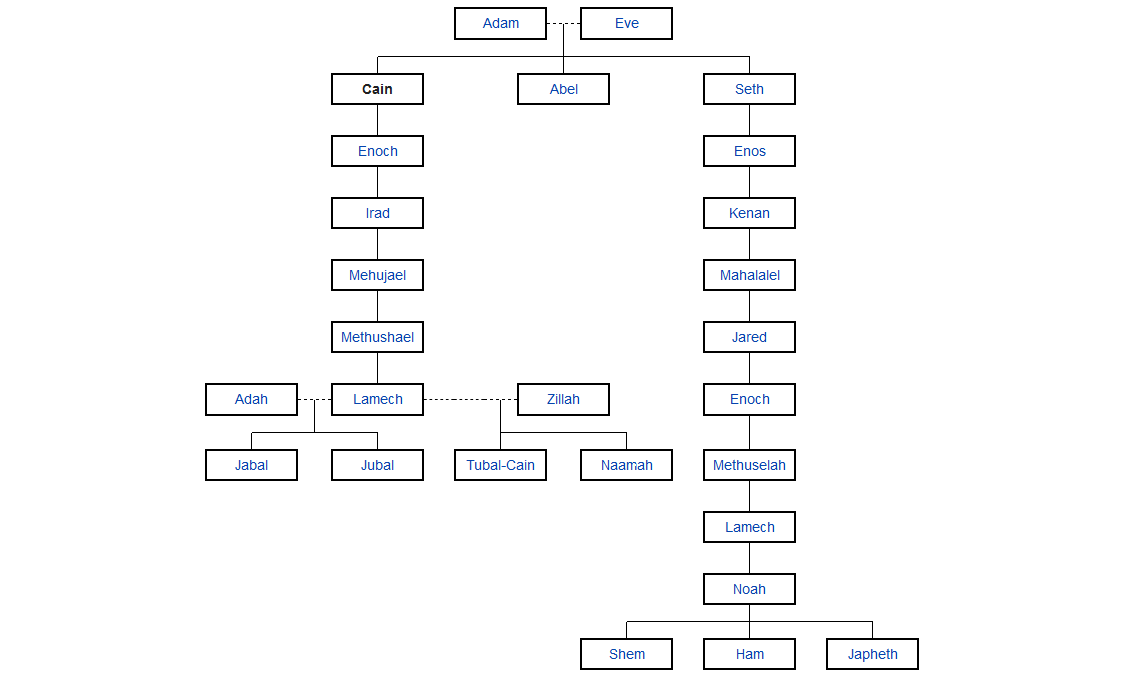 Adam
Eve
Cain
Abel
Seth
Enoch
Enos
Irad
Kenan
Mehujael
Mahalalel
Methushael
Jared
Adah
Lamech
Zillah
Enoch
Jabal
Jubal
Tubal-Cain
Naamah
Methuselah
Lamech
Noah
Shem
Ham
Japheth